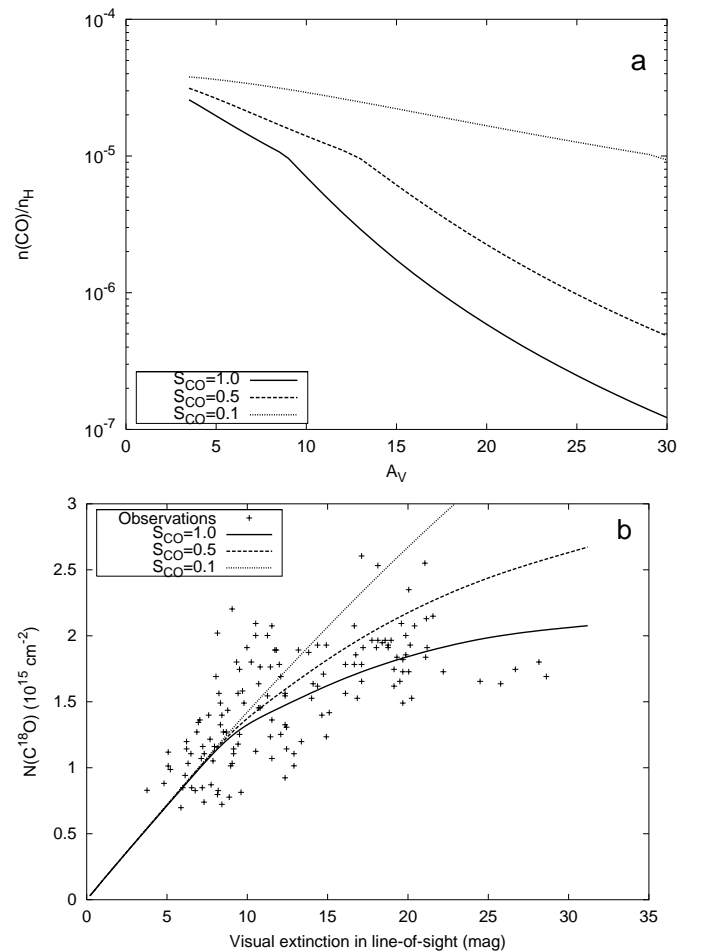 10⁻⁴
a
10⁻⁵
n(CO)/n_H
10⁻⁶
S_CO=1.0
S_CO=0.5
S_CO=0.1
10⁻⁷
0 5 10 15 20 25 30
A_V
3
Observations
b
S_CO=1.0
S_CO=0.5
S_CO=0.1
2.5
2
N(C¹⁸O) (10¹⁵ cm⁻²)
1.5
1
0.5
0
0 5 10 15 20 25 30 35
Visual extinction in line-of-sight (mag)